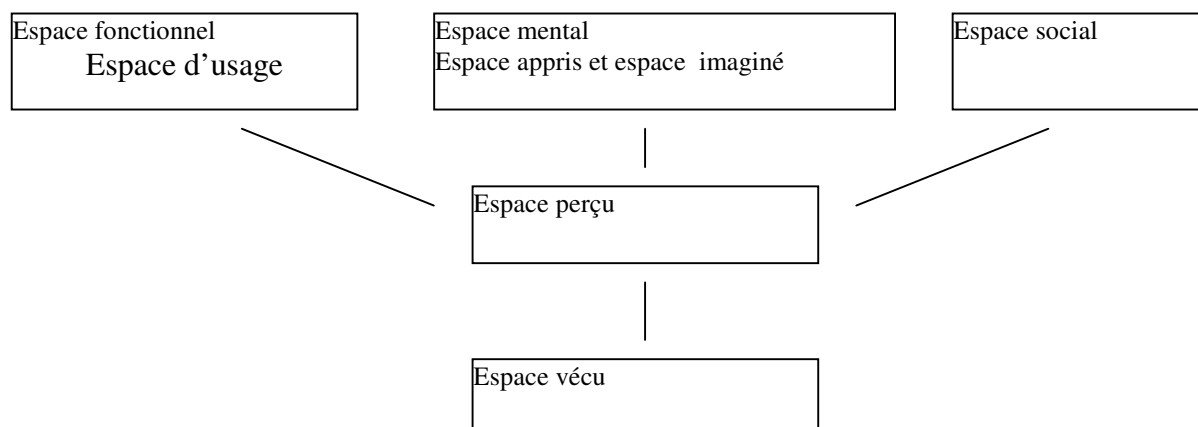 Espace fonctionnel
Espace d’usage
Espace mental
Espace appris et espace imaginé
Espace social
Espace perçu
Espace vécu